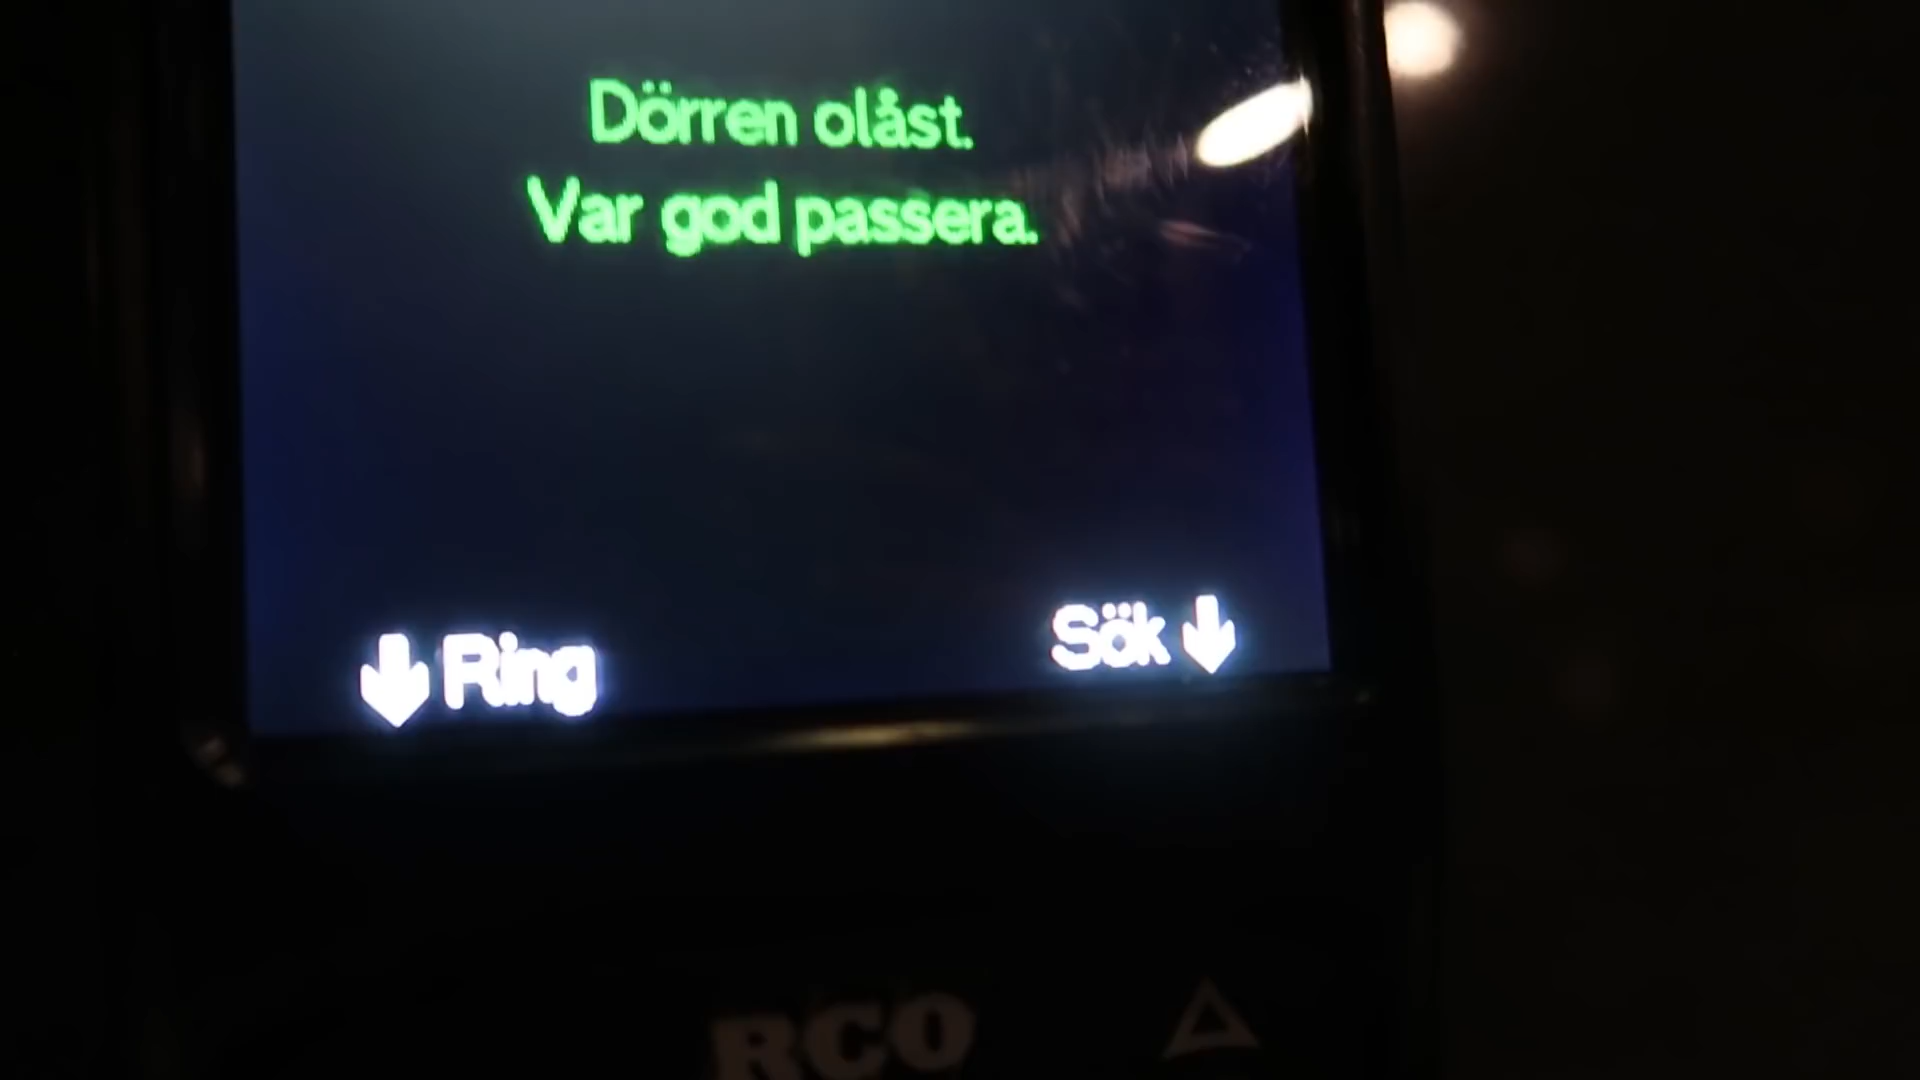 Dörren olåst.
Var god passera.
Ring
Sök
RCO